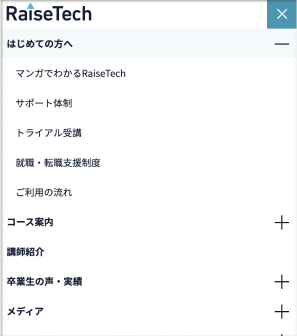 RaiseTech
はじめての方へ
マンガでわかるRaiseTech
サポート体制
トライアル受講
就職・転職支援制度
ご利用の流れ
コース案内
講師紹介
卒業生の声・実績
メディア